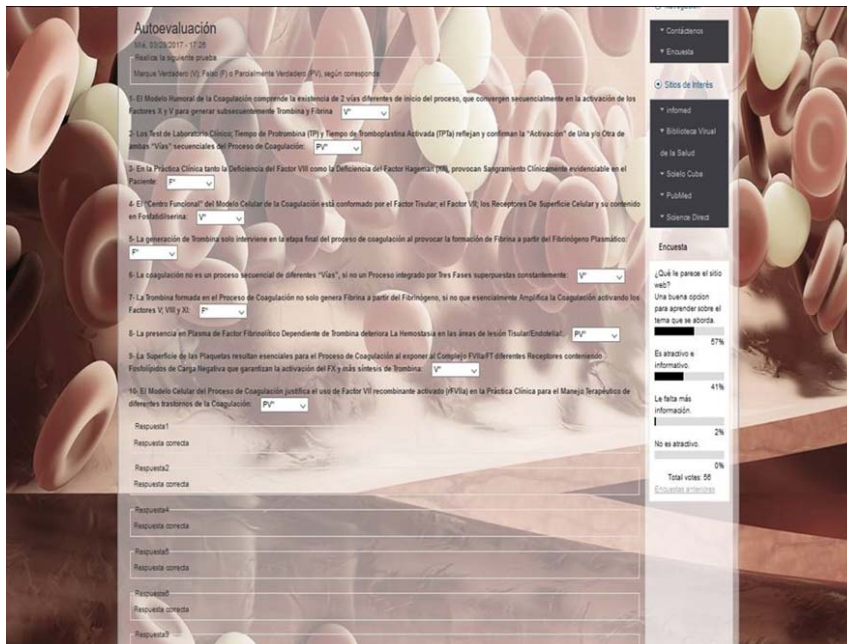 Autoevaluación
Mié, 03/29/2017 - 17:26
Realice la siguiente prueba
Marque Verdadero (V); Falso (F) o Parcialmente Verdadero (PV), según corresponda
1- El Modelo Humoral de la Coagulación comprende la existencia de 2 vías diferentes de inicio del proceso, que convergen secuencialmente en la activación de los
Factores X y V para generar subsecuentemente Trombina y Fibrina V*
2- Los Test de Laboratorio Clínico; Tiempo de Protrombina (TP) y Tiempo de Tromboplastina Activada (TPTa) reflejan y confirman la "Activación" de Una y/o Otra de
ambas "Vías" secuenciales del Proceso de Coagulación: PV*
3- En la Práctica Clínica tanto la Deficiencia del Factor VIII como la Deficiencia del Factor Hageman (XII), provocan Sangramiento Clínicamente evidenciable en el
Paciente: F*
4- El "Centro Funcional" del Modelo Celular de la Coagulación está conformado por el Factor Tisular; el Factor VII; los Receptores De Superficie Celular y su contenido
en Fosfatidilserina: V*
5- La generación de Trombina solo interviene en la etapa final del proceso de coagulación al provocar la formación de Fibrina a partir del Fibrinógeno Plasmático:
F*
6- La coagulación no es un proceso secuencial de diferentes "Vías", si no un Proceso integrado por Tres Fases superpuestas constantemente: V*
7- La Trombina formada en el Proceso de Coagulación no solo genera Fibrina a partir del Fibrinógeno, si no que esencialmente Amplifica la Coagulación activando los
Factores V; VIII y XI: F*
8- La presencia en Plasma de Factor Fibrinolítico Dependiente de Trombina deteriora La Hemostasia en las áreas de lesión Tisular/Endotelial: PV*
9- La Superficie de las Plaquetas resultan esenciales para el Proceso de Coagulación al exponer al Complejo FVIIa/FT diferentes Receptores conteniendo
Fosfolípidos de Carga Negativa que garantizan la activación del FX y más síntesis de Trombina: V*
10- El Modelo Celular del Proceso de Coagulación justifica el uso de Factor VII recombinante activado (rFVIIa) en la Práctica Clínica para el Manejo Terapéutico de
diferentes trastornos de la Coagulación: PV*
Respuesta1
Respuesta correcta
Respuesta2
Respuesta correcta
Respuesta4
Respuesta correcta
Respuesta5
Respuesta correcta
Respuesta6
Respuesta correcta
Respuesta9
Contáctenos
Encuesta
Sitios de Interés
infomed
Biblioteca Virual
de la Salud
Scielo Cuba
PubMed
Science Direct
Encuesta
¿Qué le parece el sitio
web?
Una buena opcion
para aprender sobre el
tema que se aborda.
57%
Es atractivo e
informativo.
41%
Le falta más
información.
2%
No es atractivo.
0%
Total votes: 56
Encuestas anteriores